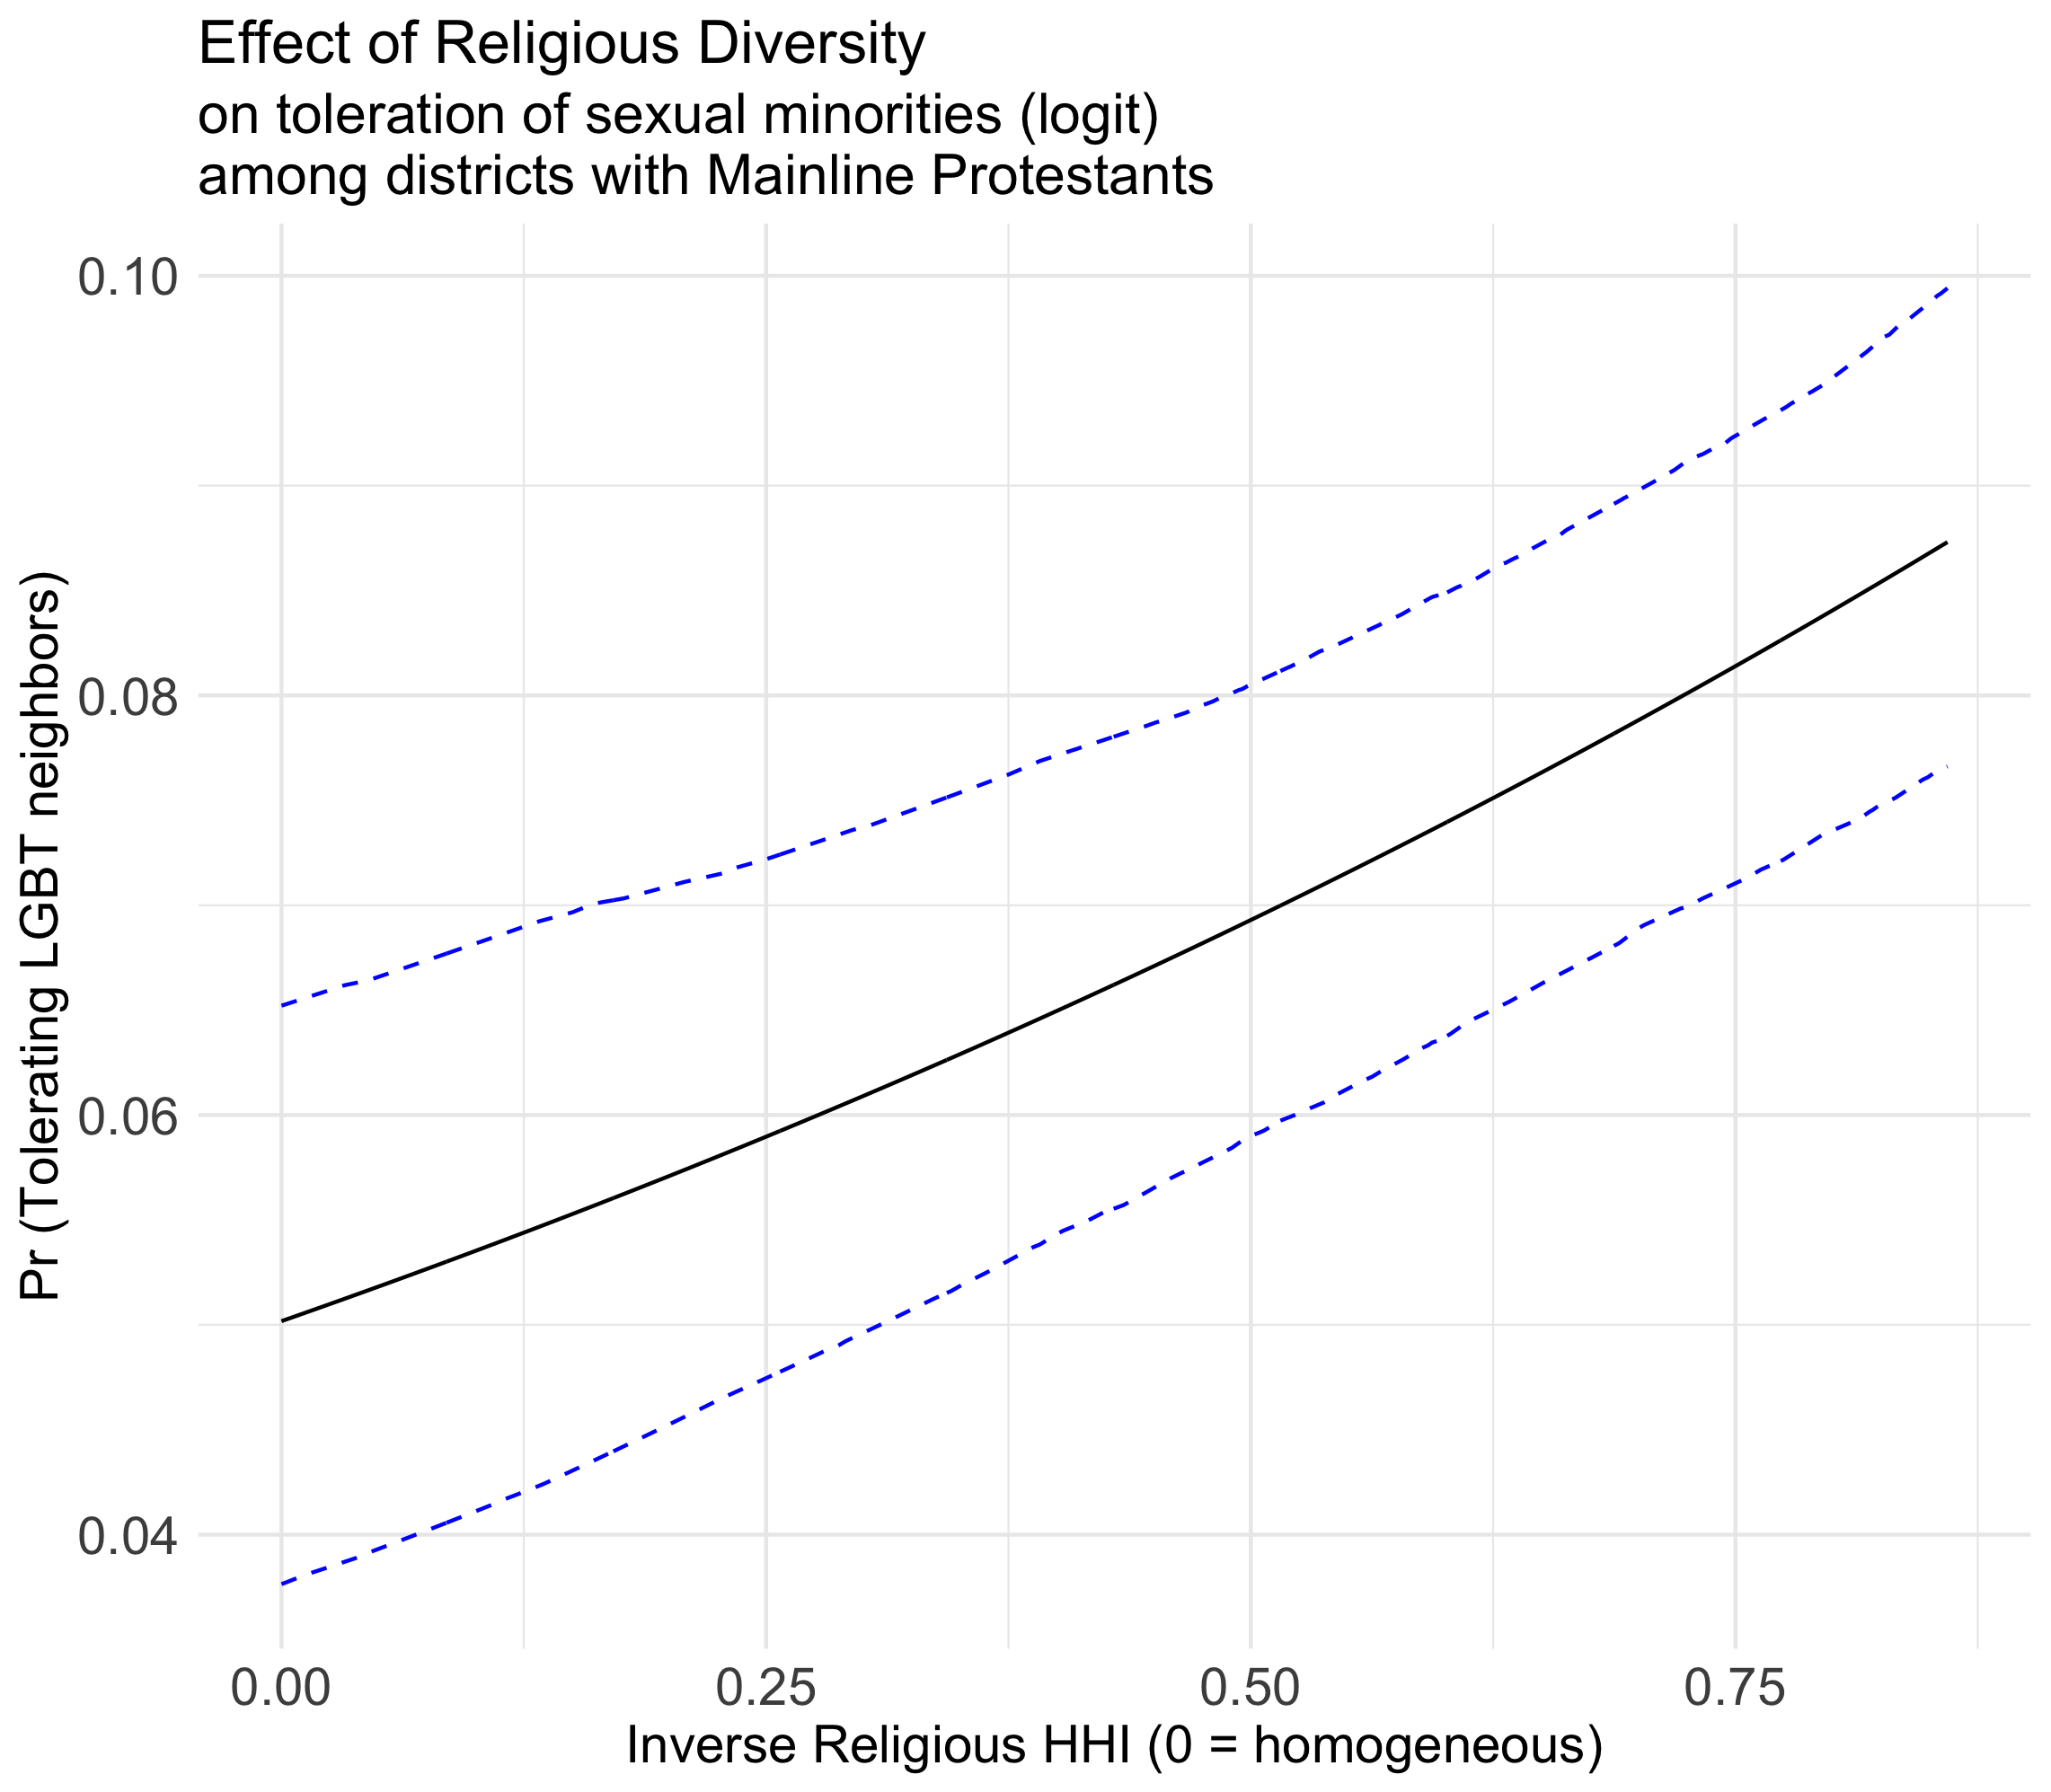 Effect of Religious Diversity
on toleration of sexual minorities (logit)
among districts with Mainline Protestants
Pr (Tolerating LGBT neighbors)
0.10
0.08
0.06
0.04
0.00 0.25 0.50 0.75
Inverse Religious HHI (0 = homogeneous)